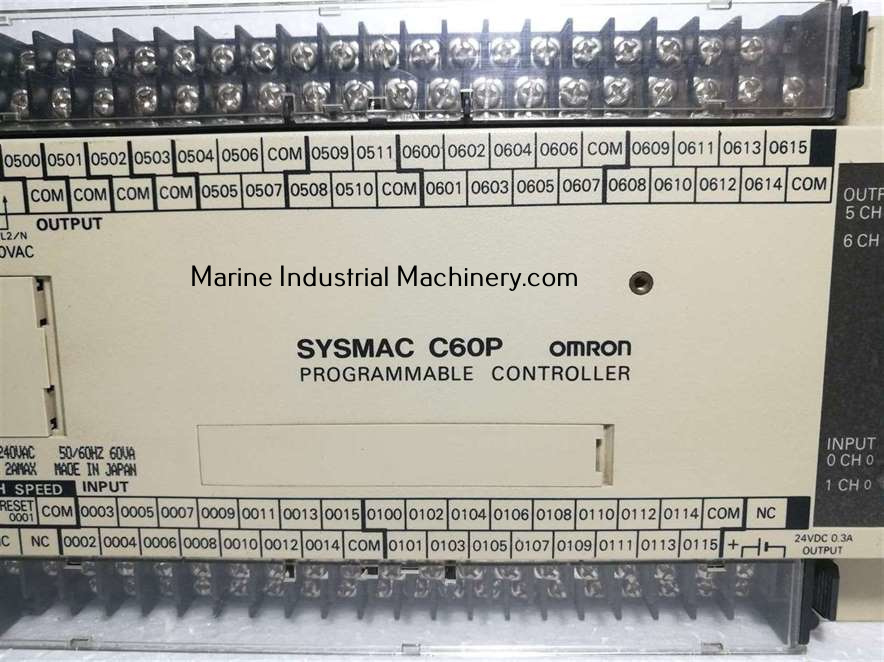 0500 0501 0502 0503 0504 0506 COM 0509 0511 0600 0602 0604 0606 COM 0609 0611 0613 0615
COM COM COM COM 0505 0507 0508 0510 COM 0601 0603 0605 0607 0608 0610 0612 0614 COM
L2/N
OUTPUT
0VAC
OUTP
5 CH
6 CH
Marine Industrial Machinery.com
SYSMAC C60P omron
PROGRAMMABLE CONTROLLER
240VAC 50/60HZ 60VA
2AMAX MADE IN JAPAN
INPUT
0 CH 0
1 CH 0
H SPEED INPUT
RESET 0001 COM 0003 0005 0007 0009 0011 0013 0015 0100 0102 0104 0106 0108 0110 0112 0114 COM NC
C NC 0002 0004 0006 0008 0010 0012 0014 COM 0101 0103 0105 0107 0109 0111 0113 0115 +
24VDC 0.3A
OUTPUT